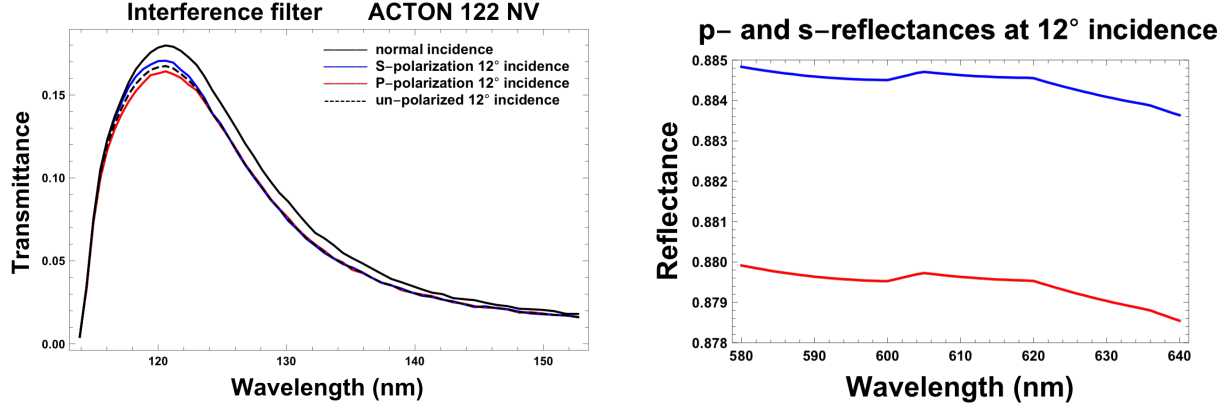 Interference filter ACTON 122 NV
normal incidence
S−polarization 12° incidence
P−polarization 12° incidence
un−polarized 12° incidence
Transmittance
0.15
0.10
0.05
0.00
120 130 140 150
Wavelength (nm)
p− and s−reflectances at 12° incidence
Reflectance
0.885
0.884
0.883
0.882
0.881
0.880
0.879
0.878
580 590 600 610 620 630 640
Wavelength (nm)